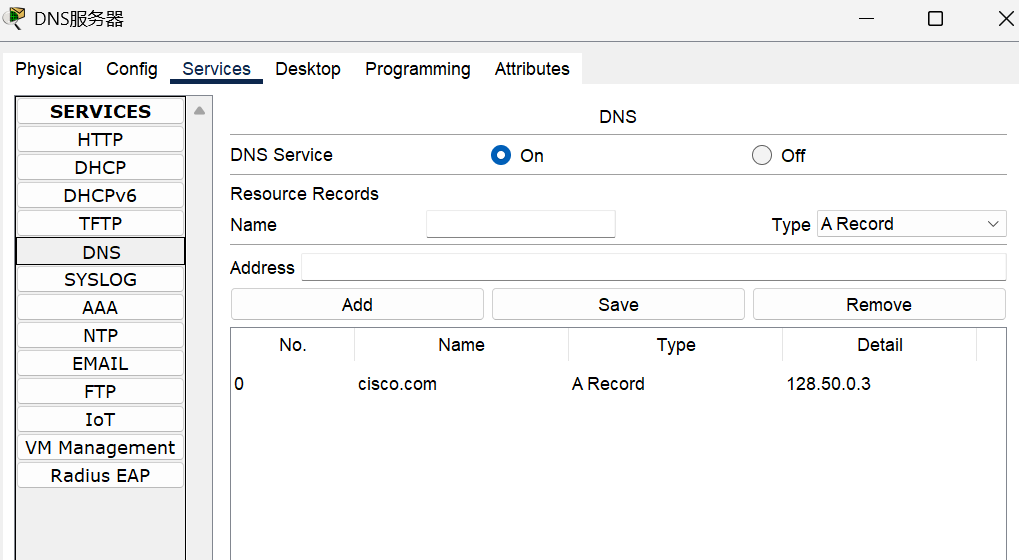 DNS服务器
Physical Config Services Desktop Programming Attributes
SERVICES
HTTP
DHCP
DHCPv6
TFTP
DNS
SYSLOG
AAA
NTP
EMAIL
FTP
IoT
VM Management
Radius EAP
DNS
DNS Service On Off
Resource Records
Name Type A Record
Address
Add Save Remove
No. Name Type Detail
0 cisco.com A Record 128.50.0.3